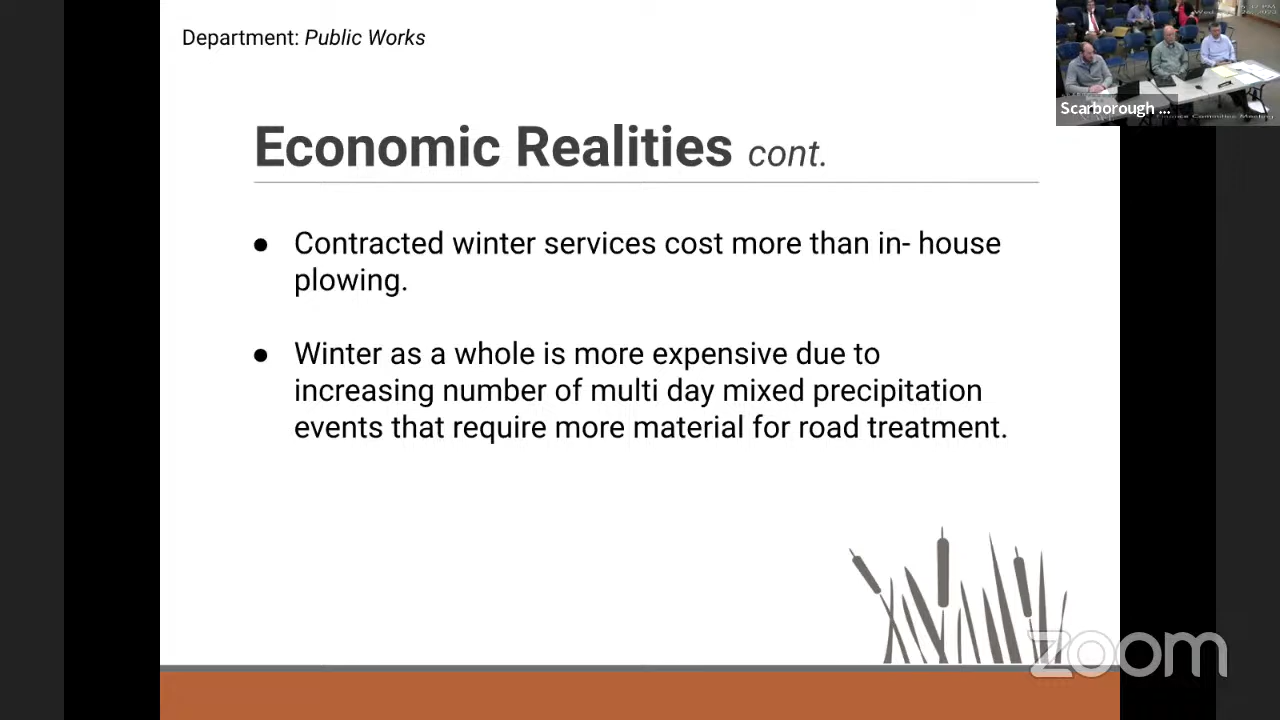 Department: Public Works
Scarborough ...
Economic Realities cont.
● Contracted winter services cost more than in- house
plowing.
● Winter as a whole is more expensive due to
increasing number of multi day mixed precipitation
events that require more material for road treatment.
zoom